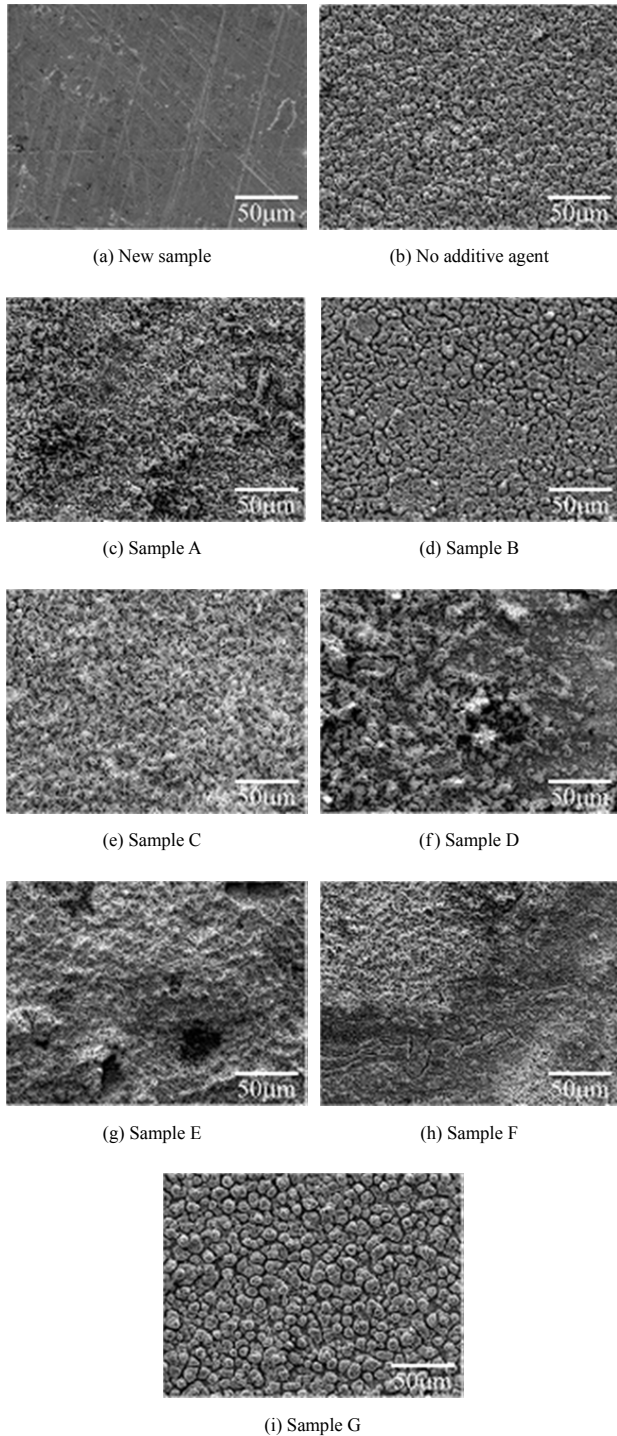 50μm
50μm
(a) New sample
(b) No additive agent
50μm
50μm
(c) Sample A
(d) Sample B
50μm
50μm
(e) Sample C
(f) Sample D
50μm
50μm
(g) Sample E
(h) Sample F
50μm
(i) Sample G